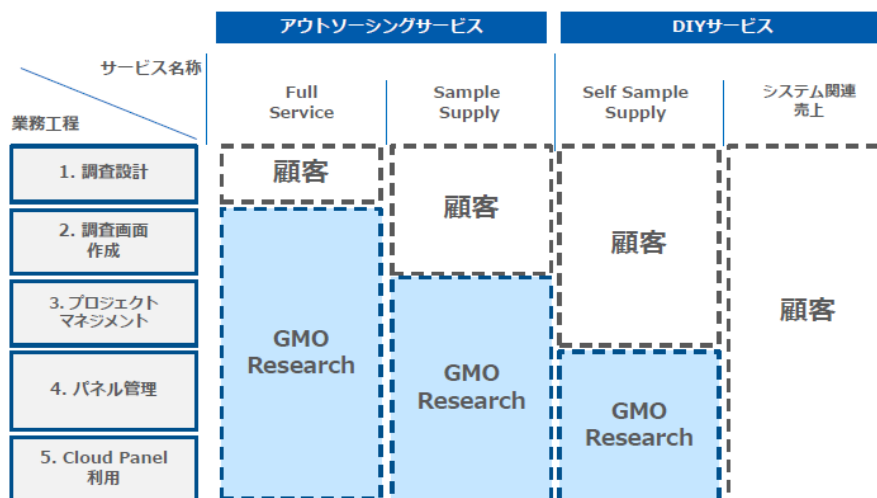 アウトソーシングサービス
DIYサービス
サービス名称
業務工程
Full
Service
Sample
Supply
Self Sample
Supply
システム関連
売上
1. 調査設計
顧客
顧客
顧客
顧客
2. 調査画面
作成
GMO
Research
3. プロジェクト
マネジメント
GMO
Research
4. パネル管理
GMO
Research
5. Cloud Panel
利用